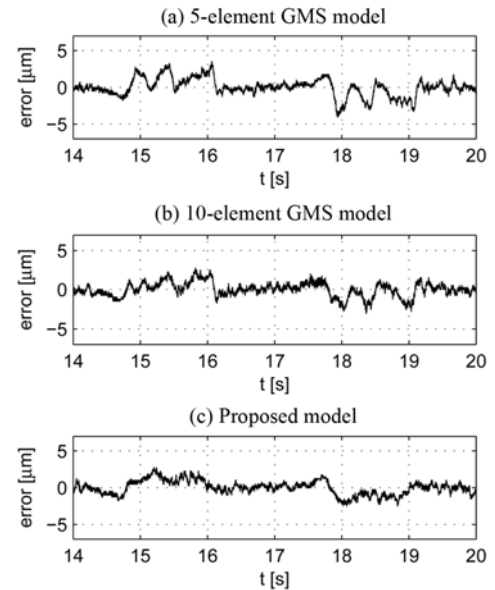 (a) 5-element GMS model
error [µm]
5
0
−5
14 15 16 17 18 19 20
t [s]
(b) 10-element GMS model
error [µm]
5
0
−5
14 15 16 17 18 19 20
t [s]
(c) Proposed model
error [µm]
5
0
−5
14 15 16 17 18 19 20
t [s]